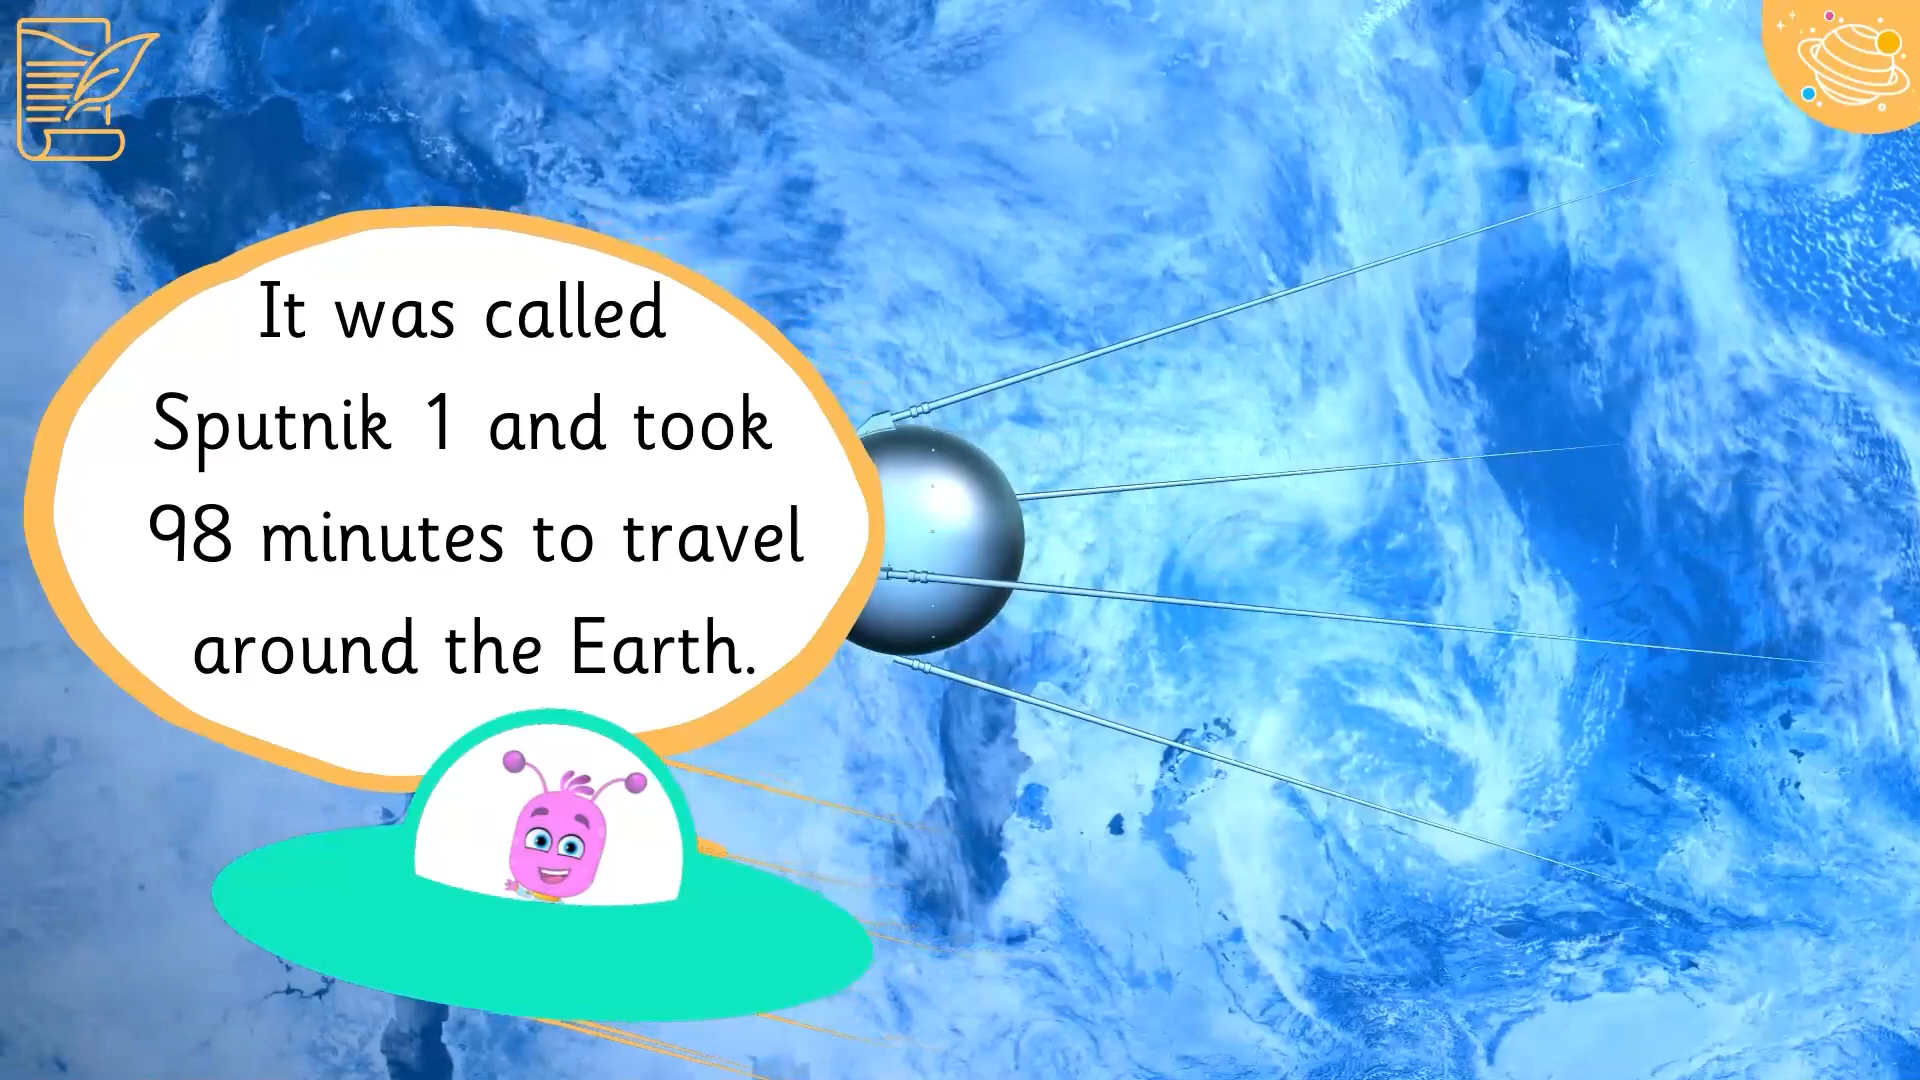 It was called
Sputnik 1 and took
98 minutes to travel
around the Earth.